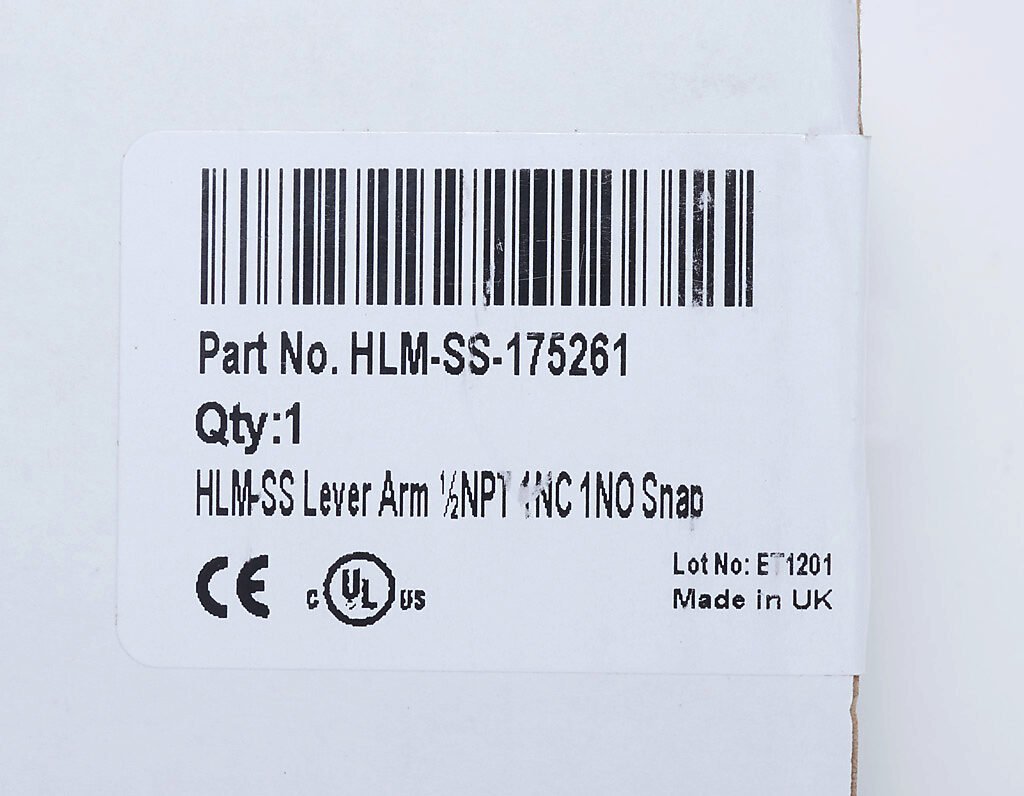 Part No. HLM-SS-175261
Qty:1
HLM-SS Lever Arm ½NPT 1NC 1NO Snap
CE c UL US
Lot No: ET1201
Made in UK